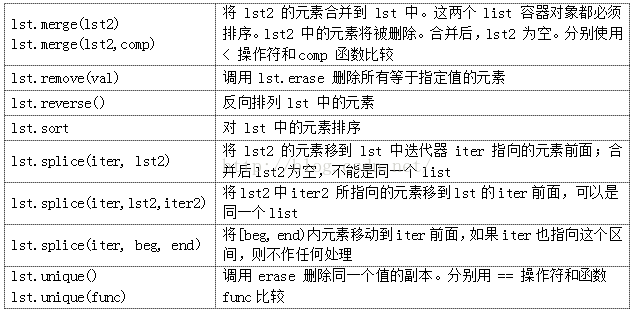 lst.merge(lst2)
lst.merge(lst2,comp)
将 lst2 的元素合并到 lst 中。这两个 list 容器对象都必须
排序。lst2 中的元素将被删除。合并后，lst2 为空。分别使用
< 操作符和comp 函数比较
lst.remove(val)
调用 lst.erase 删除所有等于指定值的元素
lst.reverse()
反向排列 lst 中的元素
lst.sort
对 lst 中的元素排序
lst.splice(iter, lst2)
将 lst2 的元素移到 lst 中迭代器 iter 指向的元素前面；合
并后lst2为空，不能是同一个 list
lst.splice(iter,lst2,iter2)
将lst2中iter2 所指向的元素移到lst 的iter前面，可以是
同一个list
lst.splice(iter, beg, end)
将[beg, end)内元素移动到iter前面，如果iter也指向这个区
间，则不作任何处理
lst.unique()
lst.unique(func)
调用 erase 删除同一个值的副本。分别用 == 操作符和函数
func比较